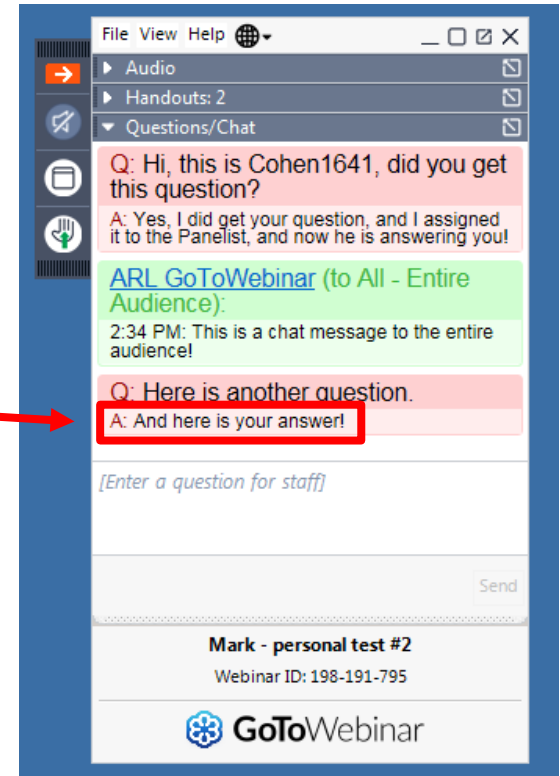 File View Help
Audio
Handouts: 2
Questions/Chat
Q: Hi, this is Cohen1641, did you get
this question?
A: Yes, I did get your question, and I assigned
it to the Panelist, and now he is answering you!
ARL GoToWebinar (to All - Entire
Audience):
2:34 PM: This is a chat message to the entire
audience!
Q: Here is another question.
A: And here is your answer!
[Enter a question for staff]
Send
Mark - personal test #2
Webinar ID: 198-191-795
GoToWebinar